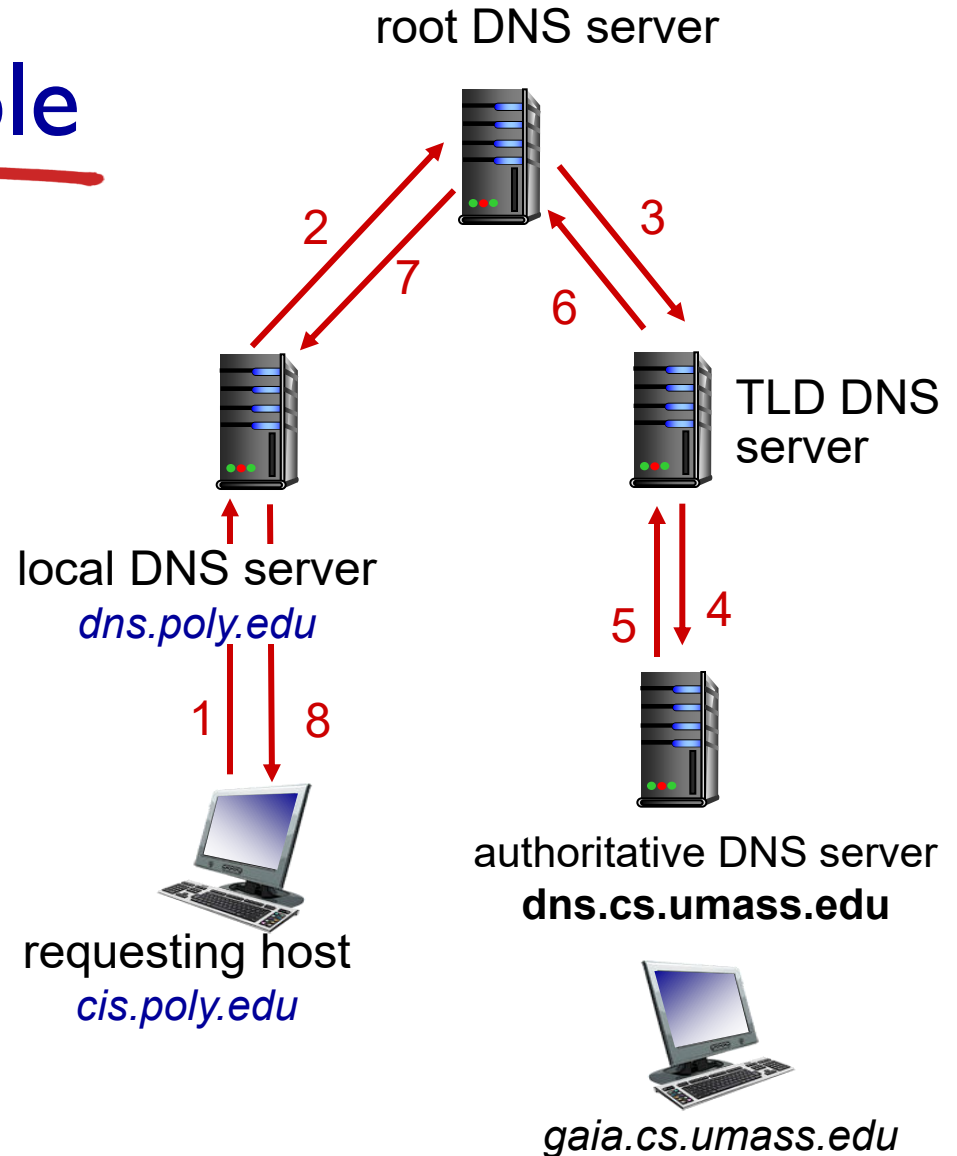 root DNS server
2
3
7
6
TLD DNS
server
local DNS server
dns.poly.edu
5
4
1
8
authoritative DNS server
dns.cs.umass.edu
requesting host
cis.poly.edu
gaia.cs.umass.edu